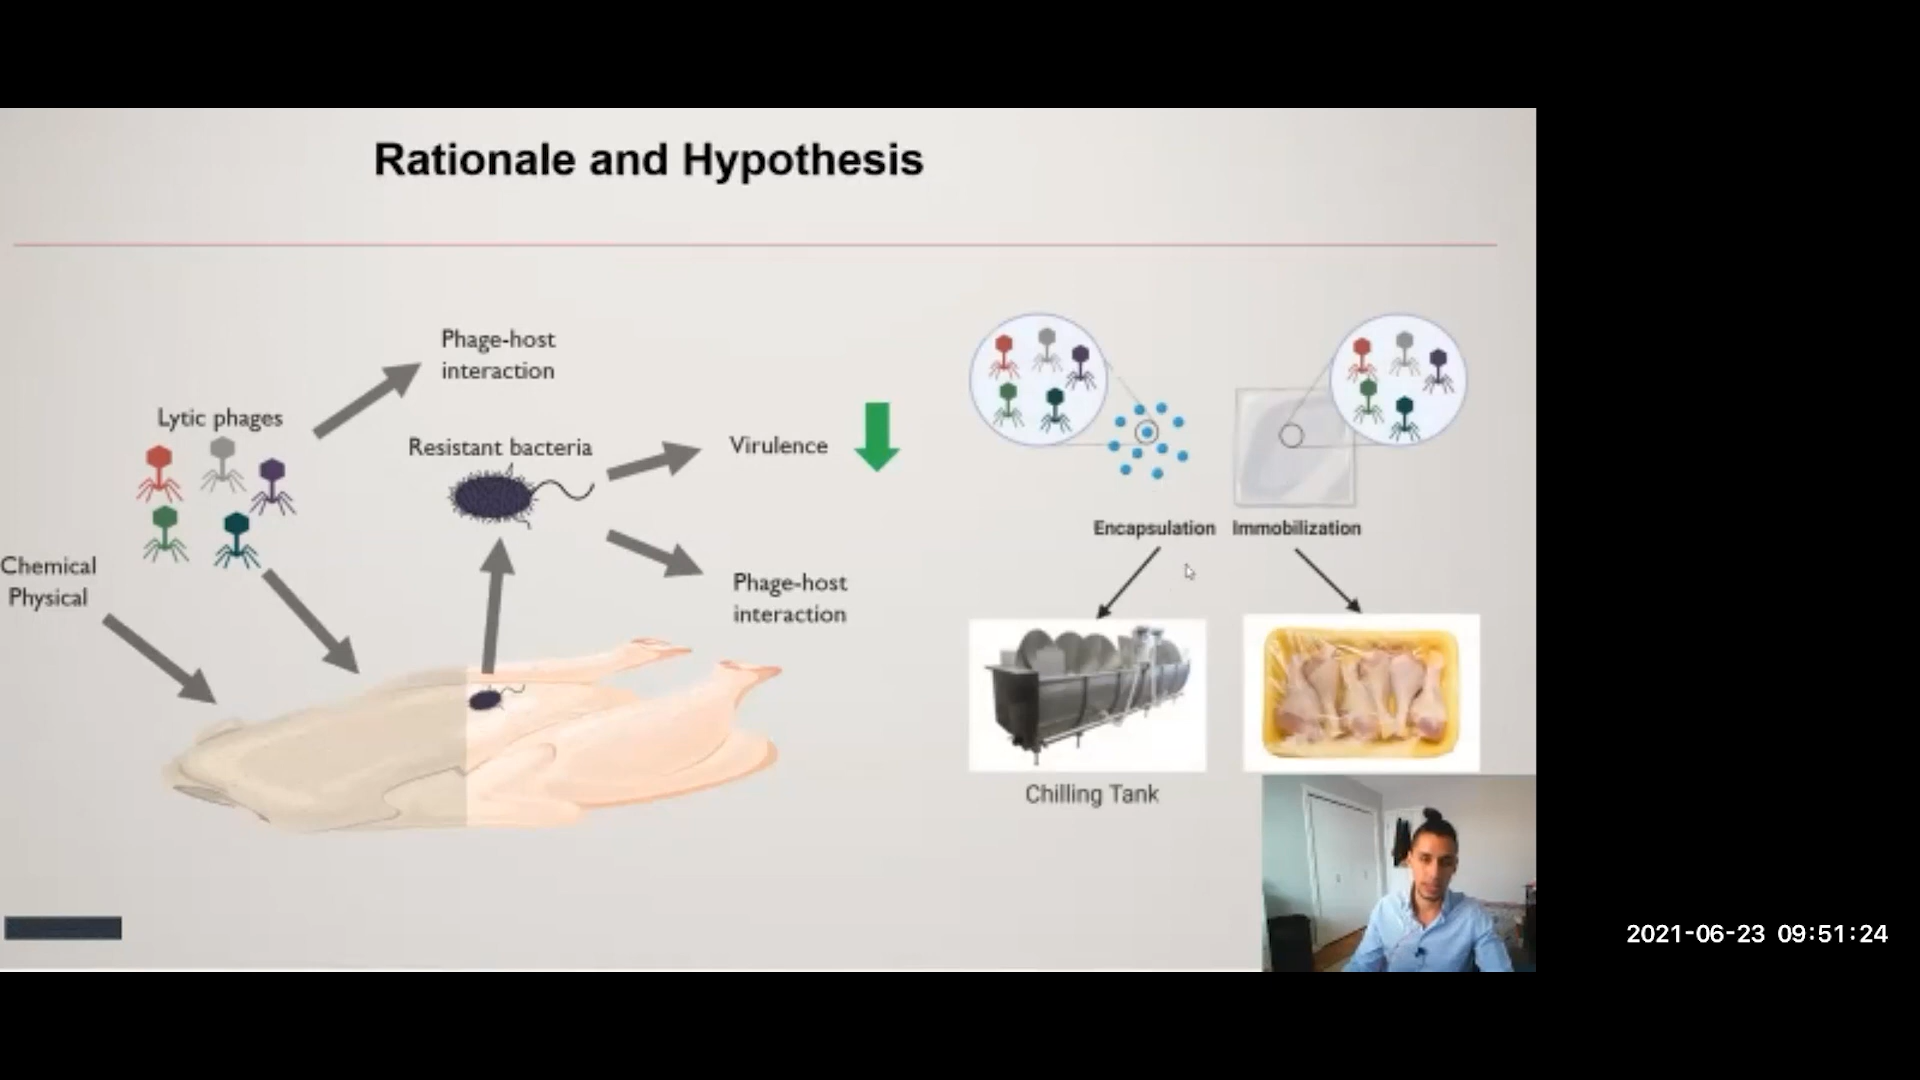 Rationale and Hypothesis
Phage-host
interaction
Lytic phages
Resistant bacteria
Virulence
Chemical
Physical
Phage-host
interaction
Encapsulation
Immobilization
Chilling Tank
2021-06-23 09:51:24